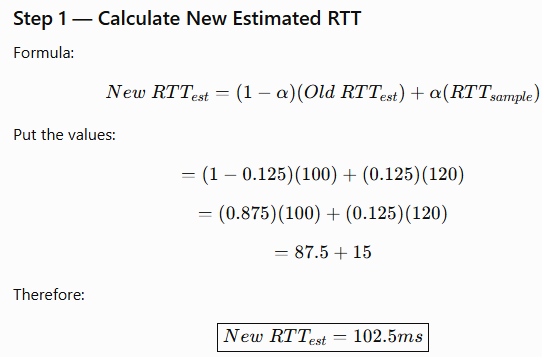 Step 1 — Calculate New Estimated RTT
Formula:
New RTT_est = (1 − α)(Old RTT_est) + α(RTT_sample)
Put the values:
= (1 − 0.125)(100) + (0.125)(120)
= (0.875)(100) + (0.125)(120)
= 87.5 + 15
Therefore:
New RTT_est = 102.5ms